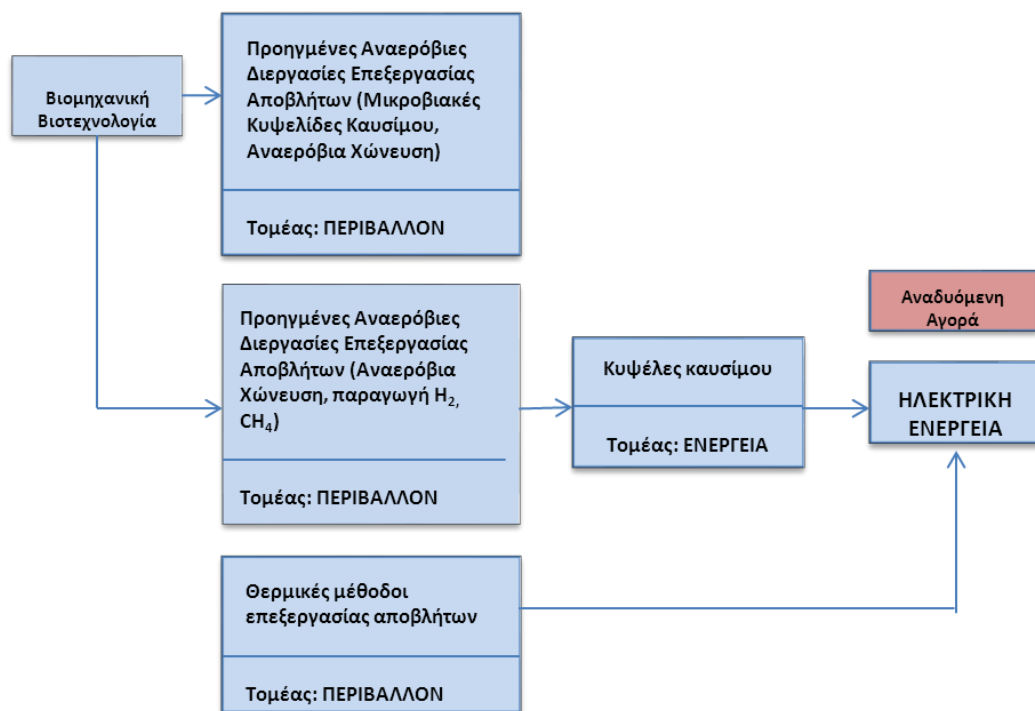 Βιομηχανική
Βιοτεχνολογία
Προηγμένες Αναερόβιες
Διεργασίες Επεξεργασίας
Αποβλήτων (Μικροβιακές
Κυψελίδες Καυσίμου,
Αναερόβια Χώνευση)
Τομέας: ΠΕΡΙΒΑΛΛΟΝ
Προηγμένες Αναερόβιες
Διεργασίες Επεξεργασίας
Αποβλήτων (Αναερόβια
Χώνευση, παραγωγή H₂,
CH₄)
Τομέας: ΠΕΡΙΒΑΛΛΟΝ
Κυψέλες καυσίμου
Τομέας: ΕΝΕΡΓΕΙΑ
Αναδυόμενη
Αγορά
ΗΛΕΚΤΡΙΚΗ
ΕΝΕΡΓΕΙΑ
Θερμικές μέθοδοι
επεξεργασίας αποβλήτων
Τομέας: ΠΕΡΙΒΑΛΛΟΝ